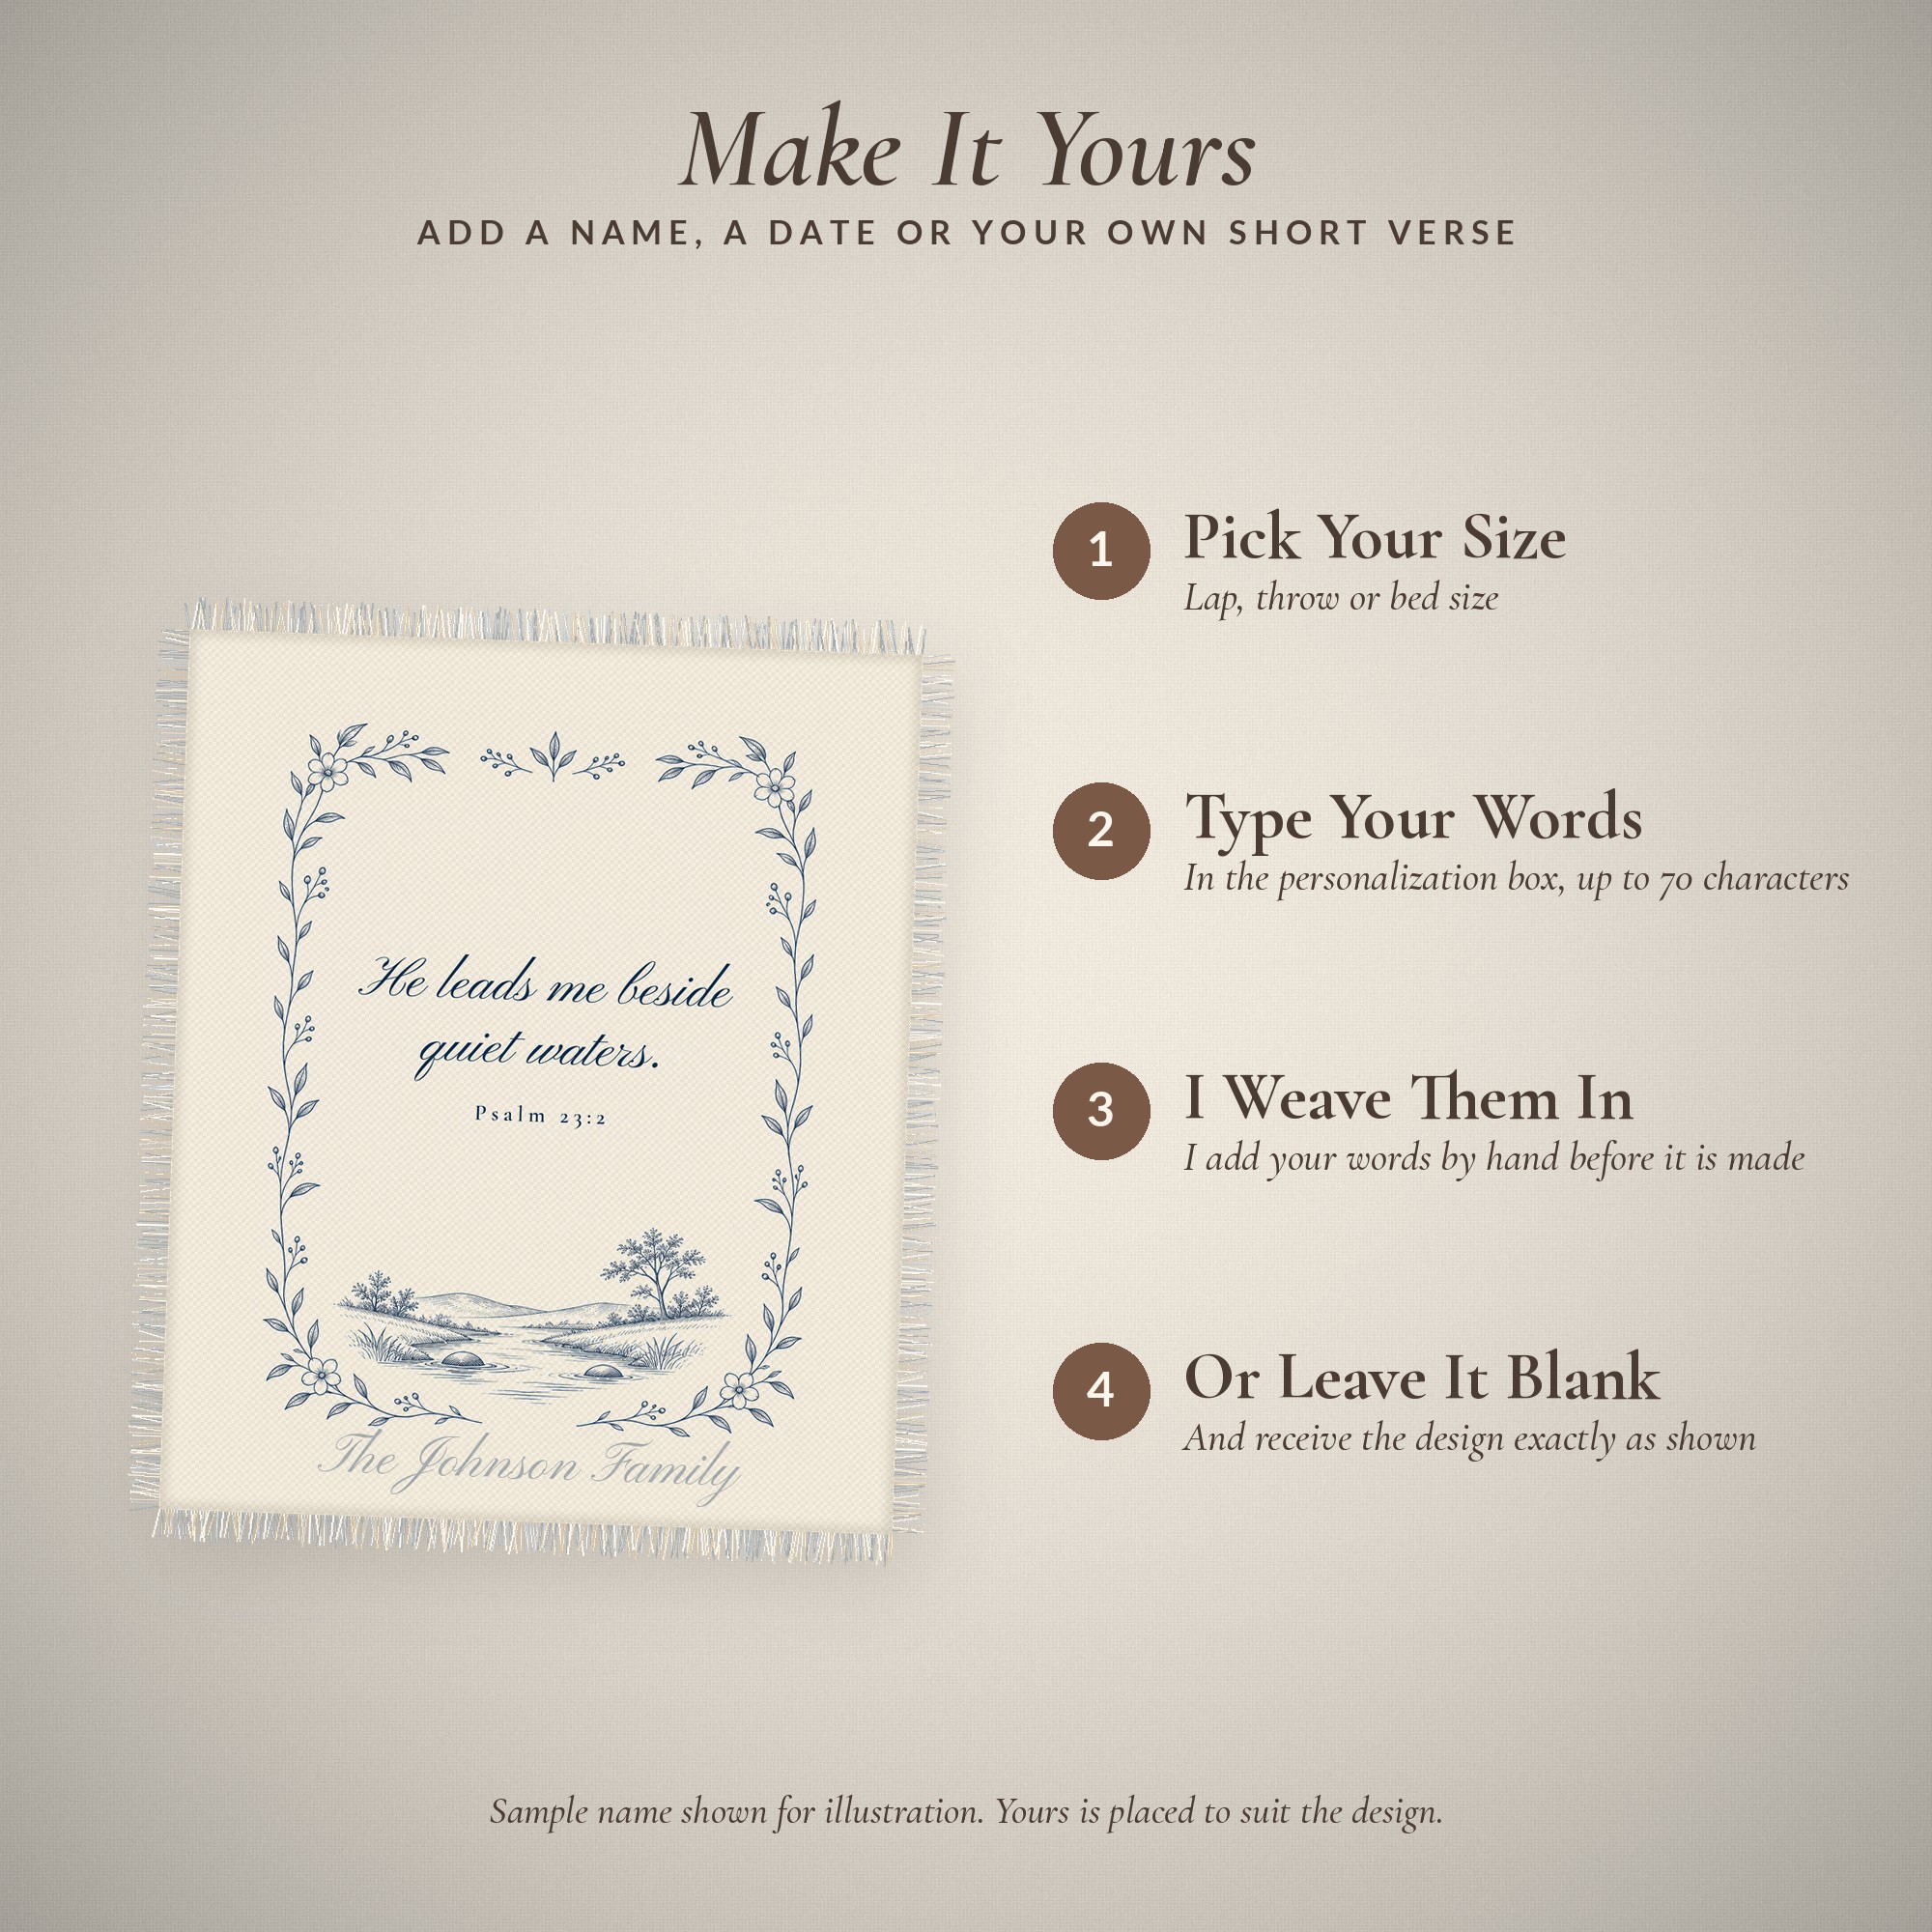 Make It Yours
ADD A NAME, A DATE OR YOUR OWN SHORT VERSE
He leads me beside
quiet waters.
Psalm 23:2
The Johnson Family
1 Pick Your Size
Lap, throw or bed size
2 Type Your Words
In the personalization box, up to 70 characters
3 I Weave Them In
I add your words by hand before it is made
4 Or Leave It Blank
And receive the design exactly as shown
Sample name shown for illustration. Yours is placed to suit the design.